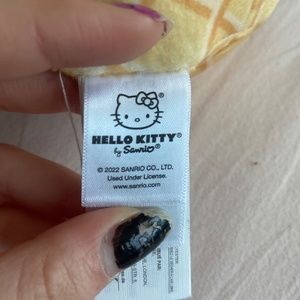 HELLO KITTY®
by Sanrio®
© 2022 SANRIO CO., LTD.
Used Under License.
www.sanrio.com